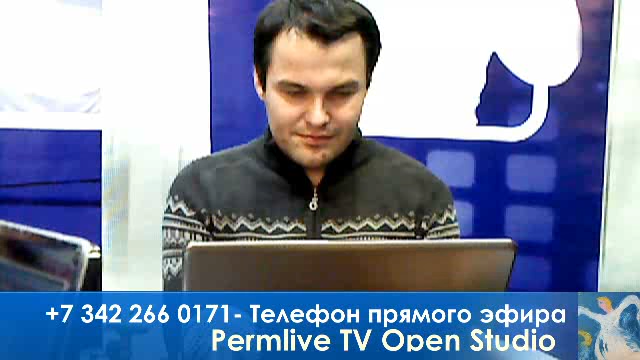 +7 342 266 0171- Телефон прямого эфира
Permlive TV Open Studio